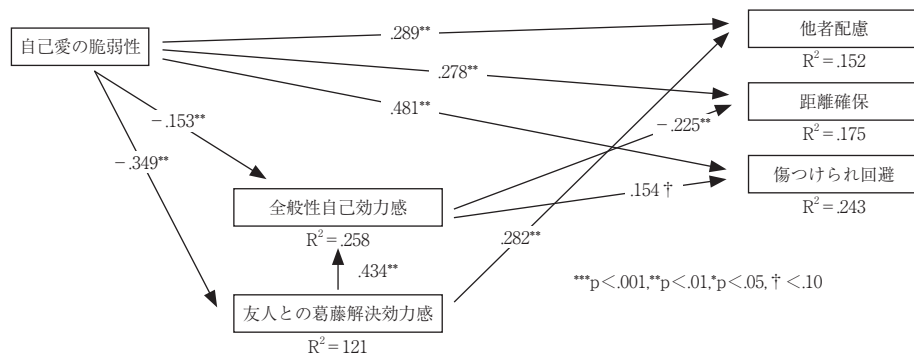 自己愛の脆弱性
.289**
他者配慮
R²=.152
.278**
距離確保
R²=.175
.481**
−.153**
−.225**
−.349**
.154†
傷つけられ回避
R²=.243
全般性自己効力感
R²=.258
.282**
.434**
***p<.001,**p<.01,*p<.05,†<.10
友人との葛藤解決効力感
R²=121